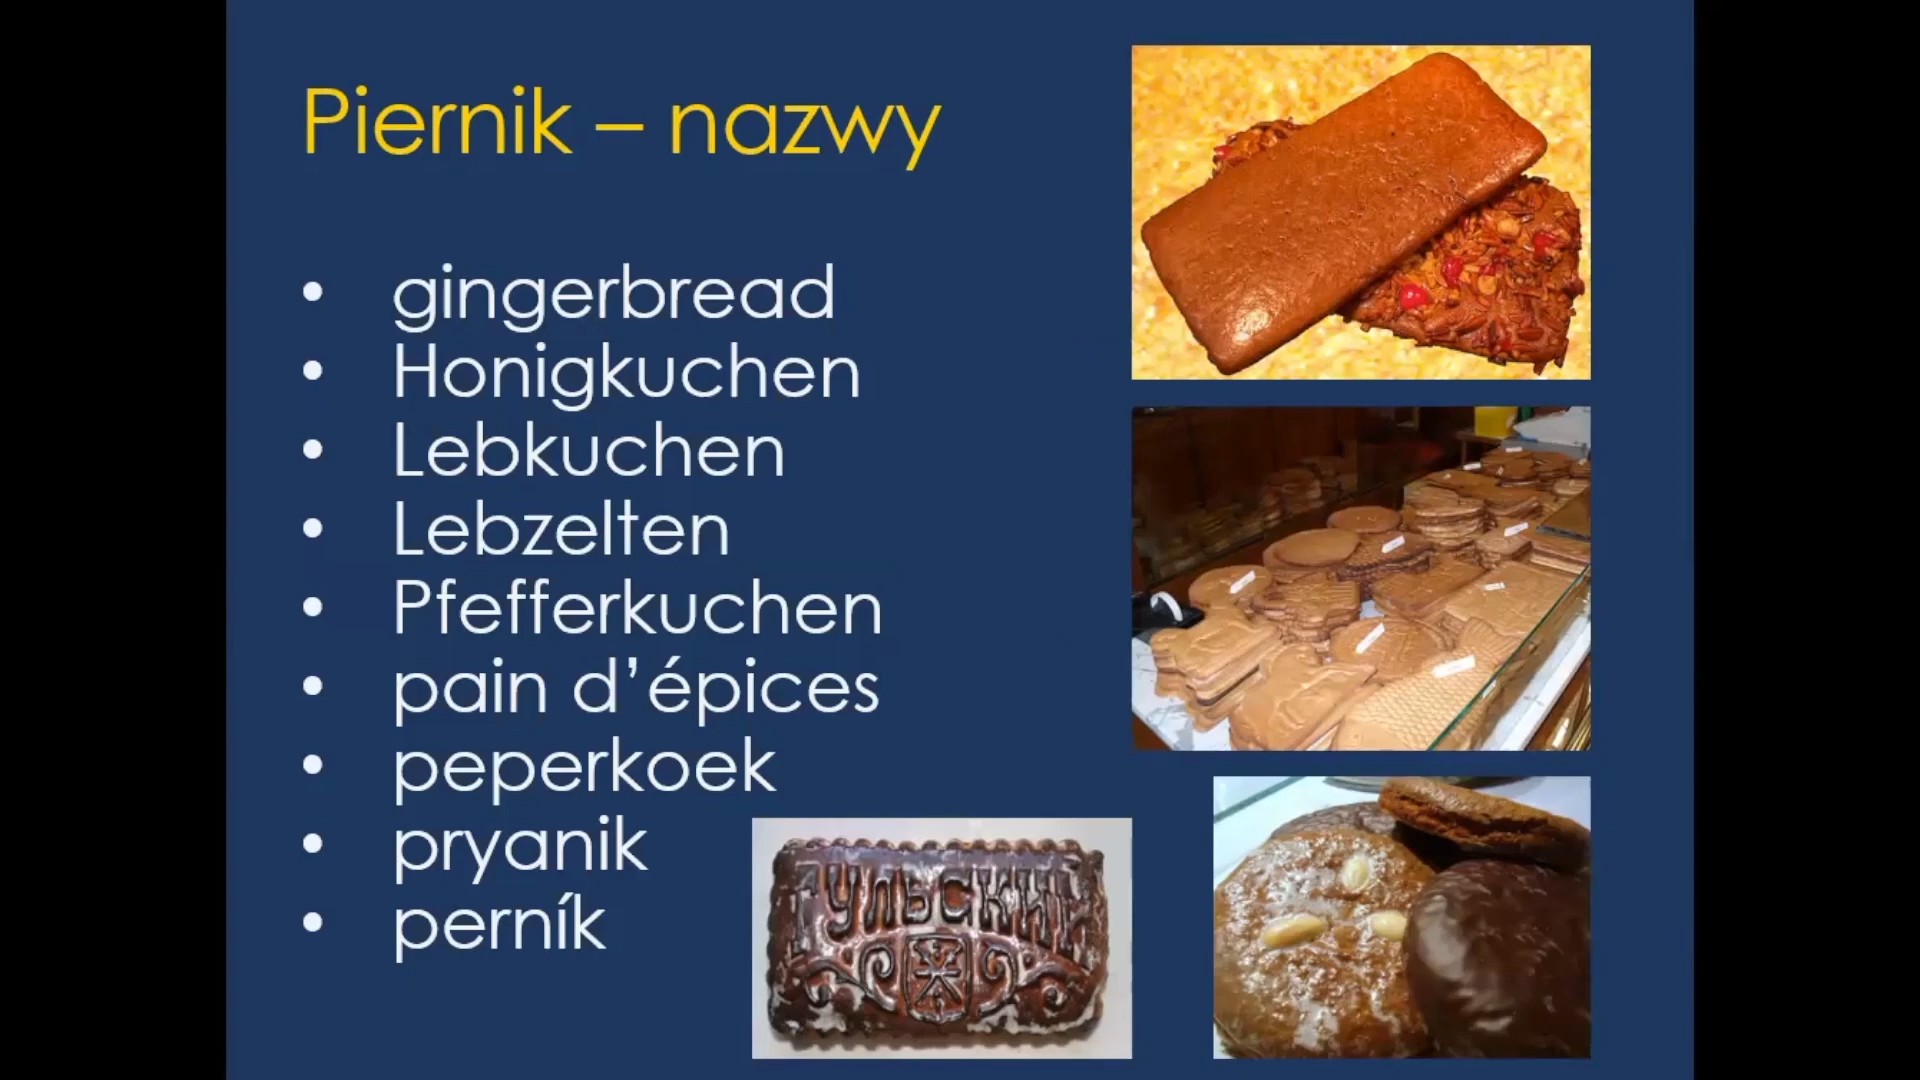 Piernik – nazwy
• gingerbread
• Honigkuchen
• Lebkuchen
• Lebzelten
• Pfefferkuchen
• pain d’épices
• peperkoek
• pryanik
• perník
ТУЛЬСКИЙ